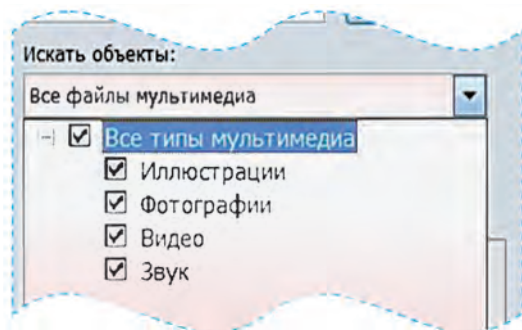 Искать объекты:
Все файлы мультимедиа
Все типы мультимедиа
Иллюстрации
Фотографии
Видео
Звук